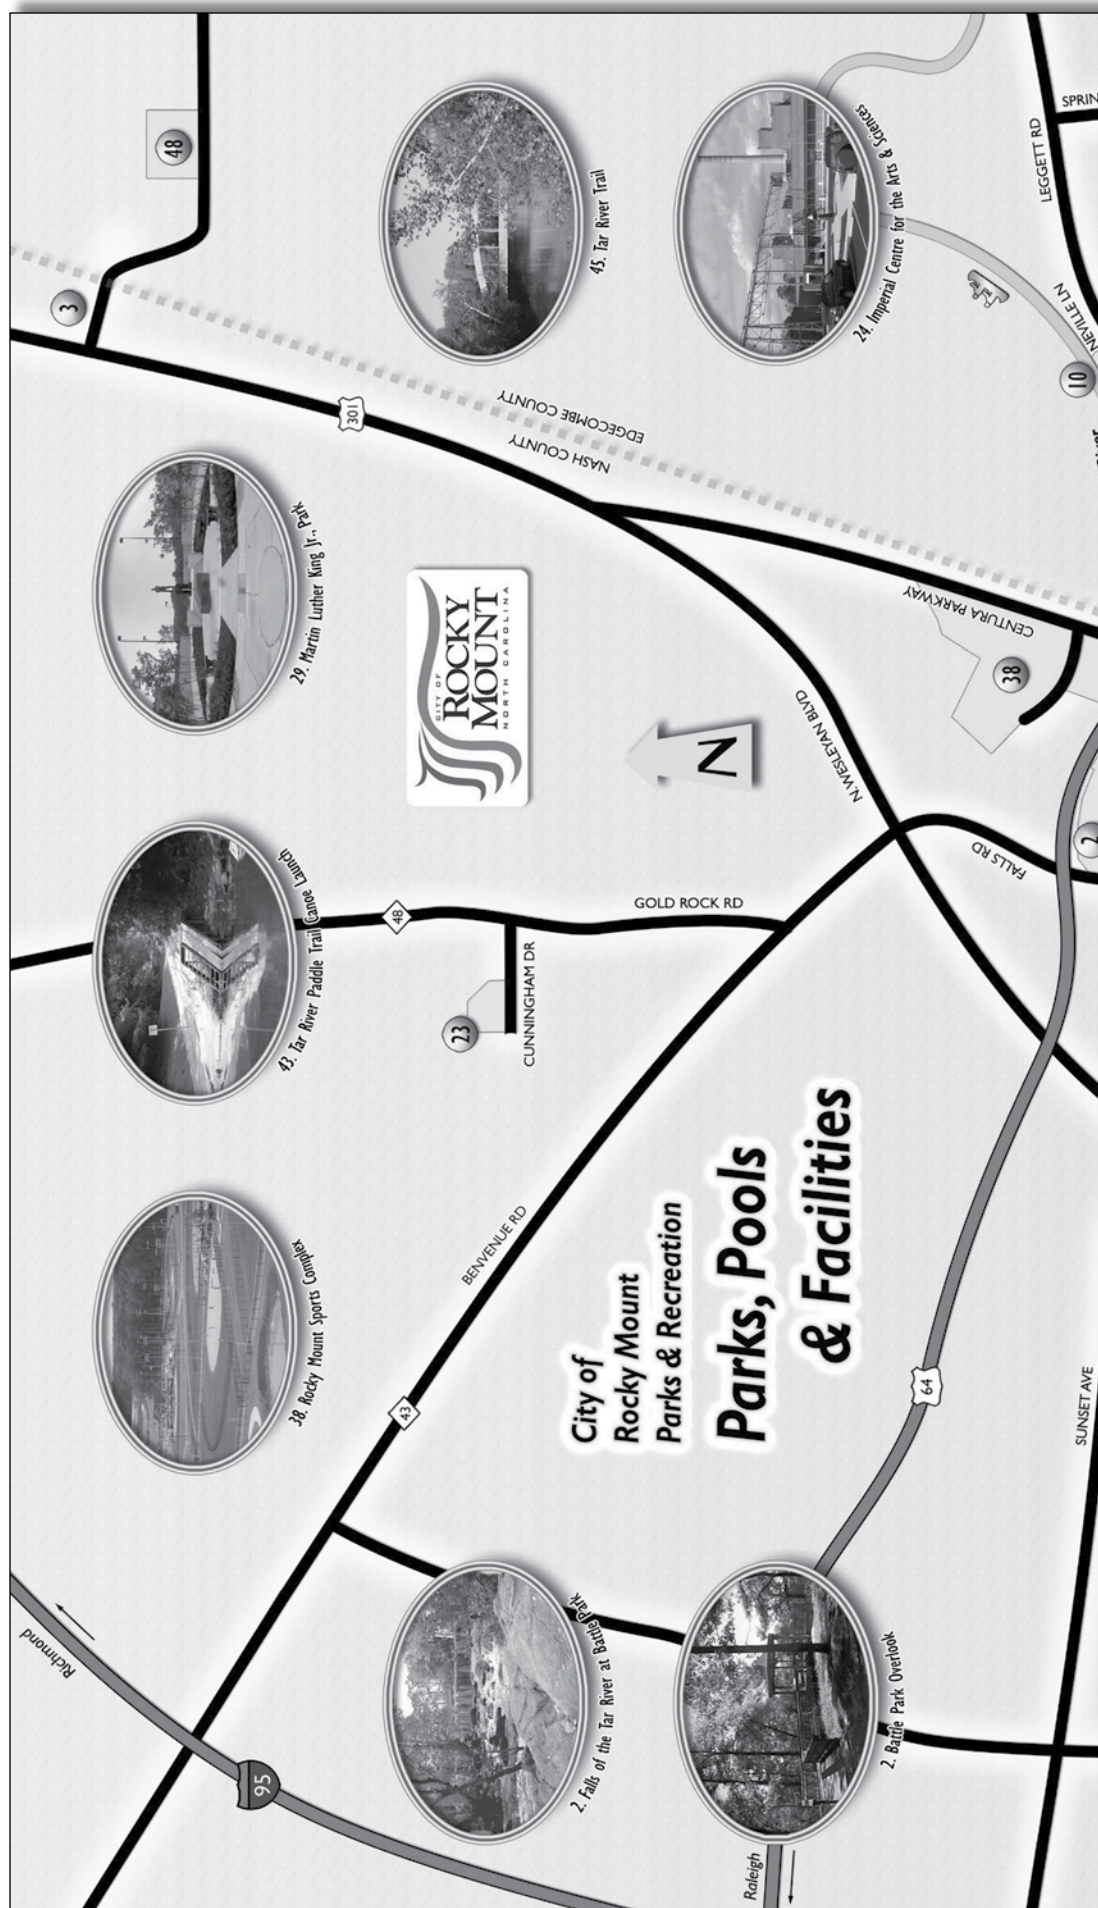 City of
Rocky Mount
Parks & Recreation
Parks, Pools
& Facilities
CITY OF
ROCKY
MOUNT
NORTH CAROLINA
N
38. Rocky Mount Sports Complex
43. Tar River Paddle Trail Canoe Launch
29. Martin Luther King Jr., Park
45. Tar River Trail
24. Imperial Centre for the Arts & Sciences
2. Falls of the Tar River at Battle Park
2. Battle Park Overlook
Richmond
95
43
BENVENUE RD
48
GOLD ROCK RD
CUNNINGHAM DR
23
301
3
48
NASH COUNTY
EDGECOMBE COUNTY
N. WESLEYAN BLVD
CENTURA PARKWAY
38
FALLS RD
2
LEGGETT RD
SPRIN
NEVILLE LN
10
64
SUNSET AVE
Raleigh